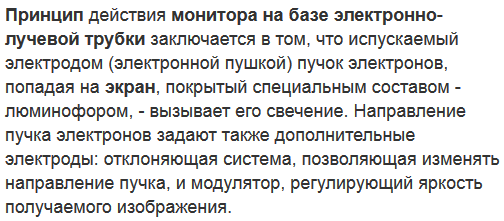 Принцип действия монитора на базе электронно-
лучевой трубки заключается в том, что испускаемый
электродом (электронной пушкой) пучок электронов,
попадая на экран, покрытый специальным составом -
люминофором, - вызывает его свечение. Направление
пучка электронов задают также дополнительные
электроды: отклоняющая система, позволяющая изменять
направление пучка, и модулятор, регулирующий яркость
получаемого изображения.